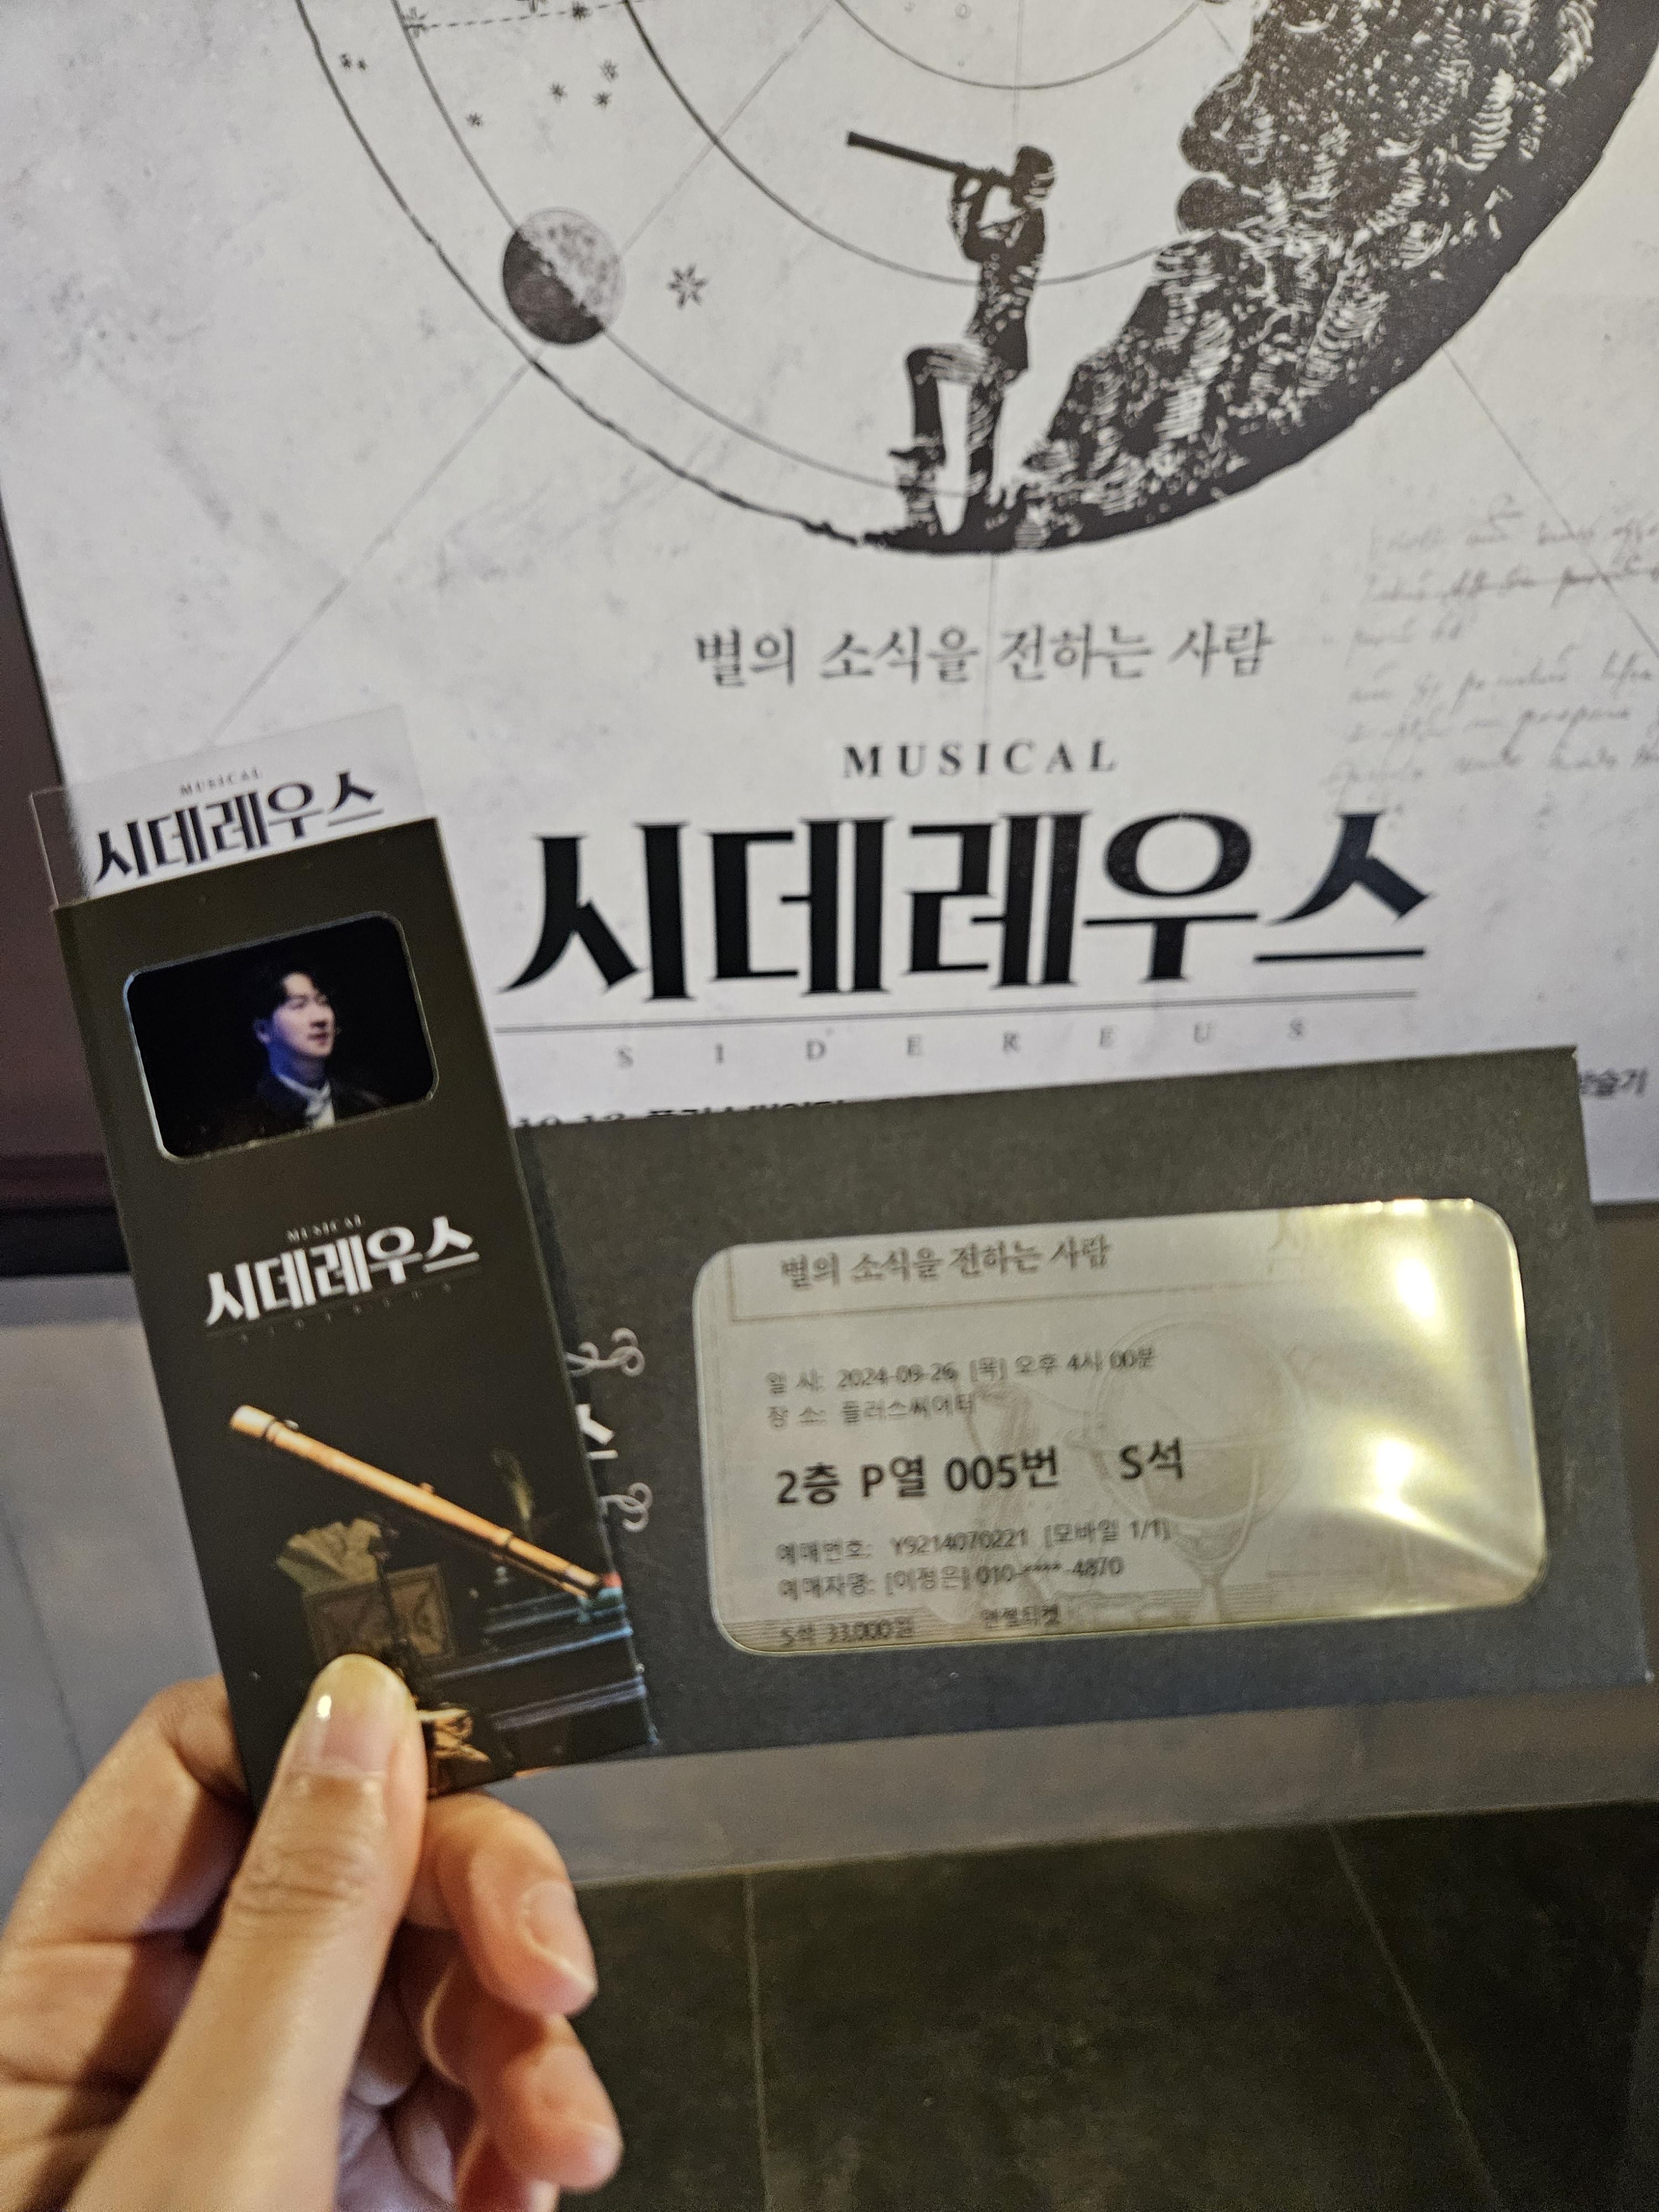 별의 소식을 전하는 사람
MUSICAL
시데레우스
SIDEREUS
MUSICAL
시데레우스
MUSICAL
시데레우스
별의 소식을 전하는 사람
일 시: 2024-09-26 [목] 오후 4시 00분
장 소: 플러스씨어터
2층 P열 005번 S석
예매번호: Y9214070221 [모바일 1/1]
예매자명: [이정은] 010-****-4870
S석 33,000원